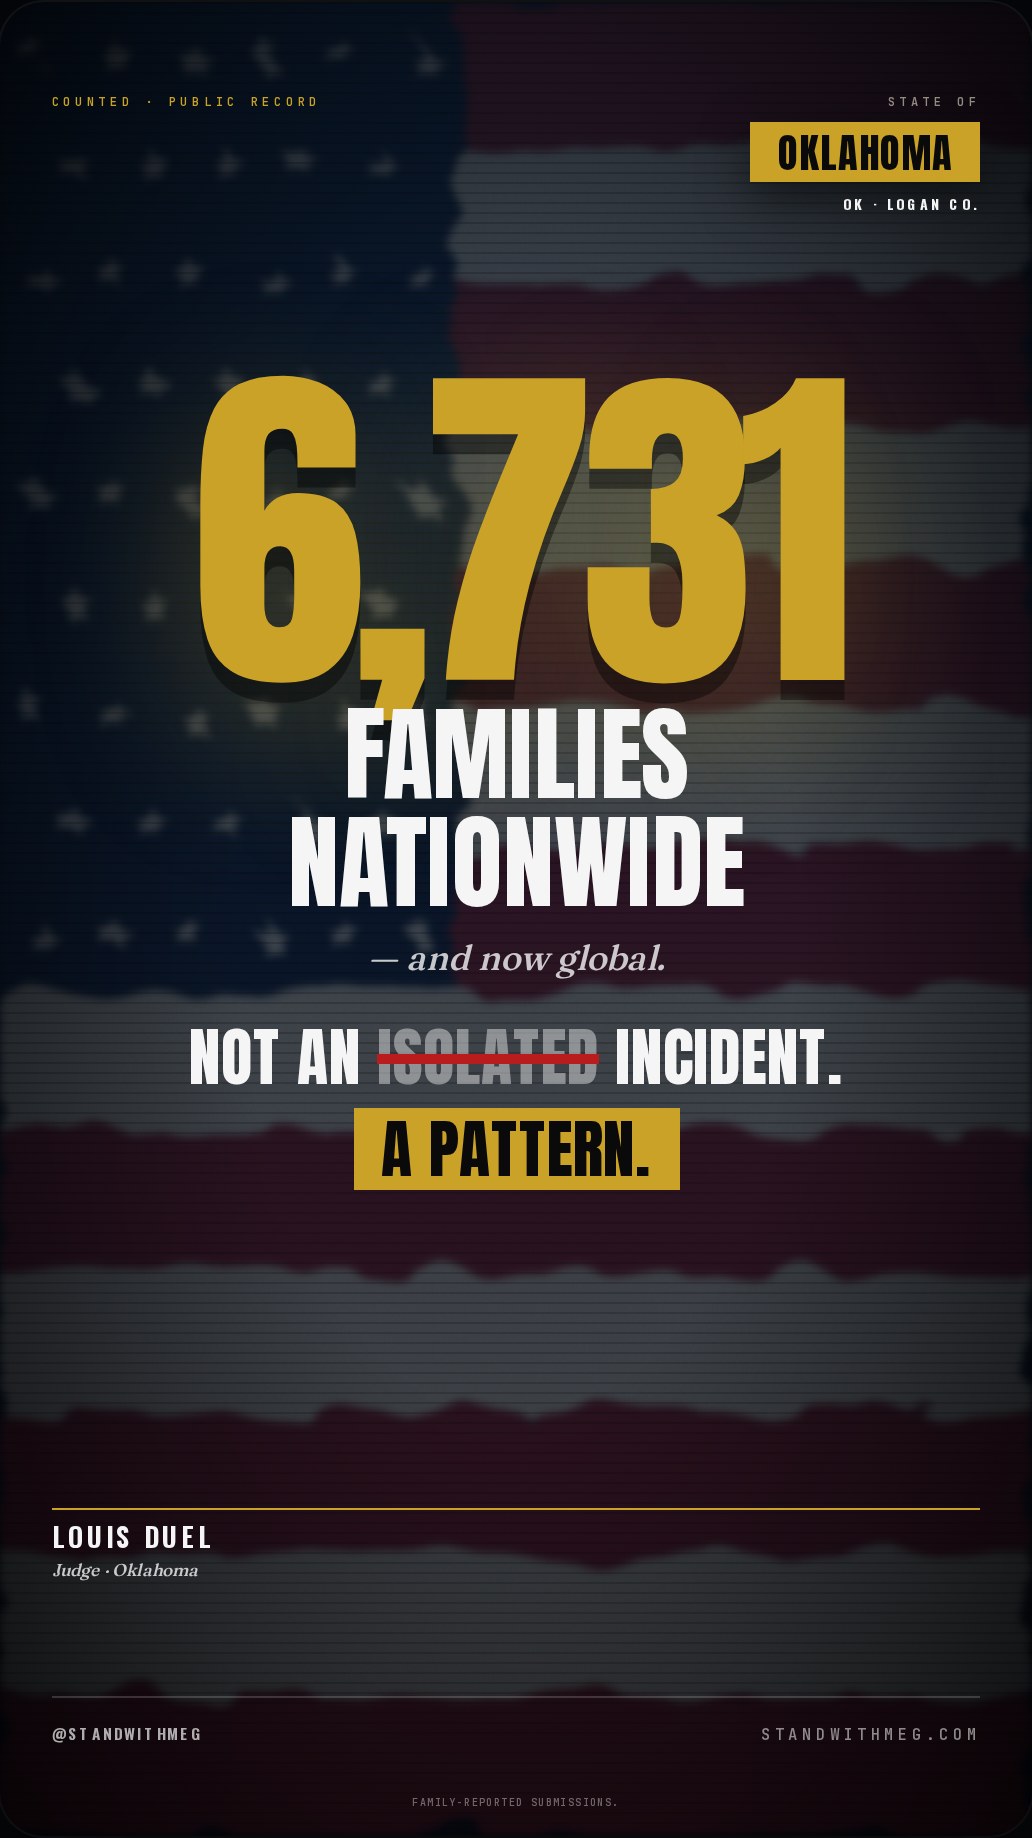 COUNTED · PUBLIC RECORD
STATE OF
OKLAHOMA
OK · LOGAN CO.
6,731
FAMILIES
NATIONWIDE
— and now global.
NOT AN ISOLATED INCIDENT.
A PATTERN.
LOUIS DUEL
Judge · Oklahoma
@STANDWITHMEG
STANDWITHMEG.COM
FAMILY-REPORTED SUBMISSIONS.